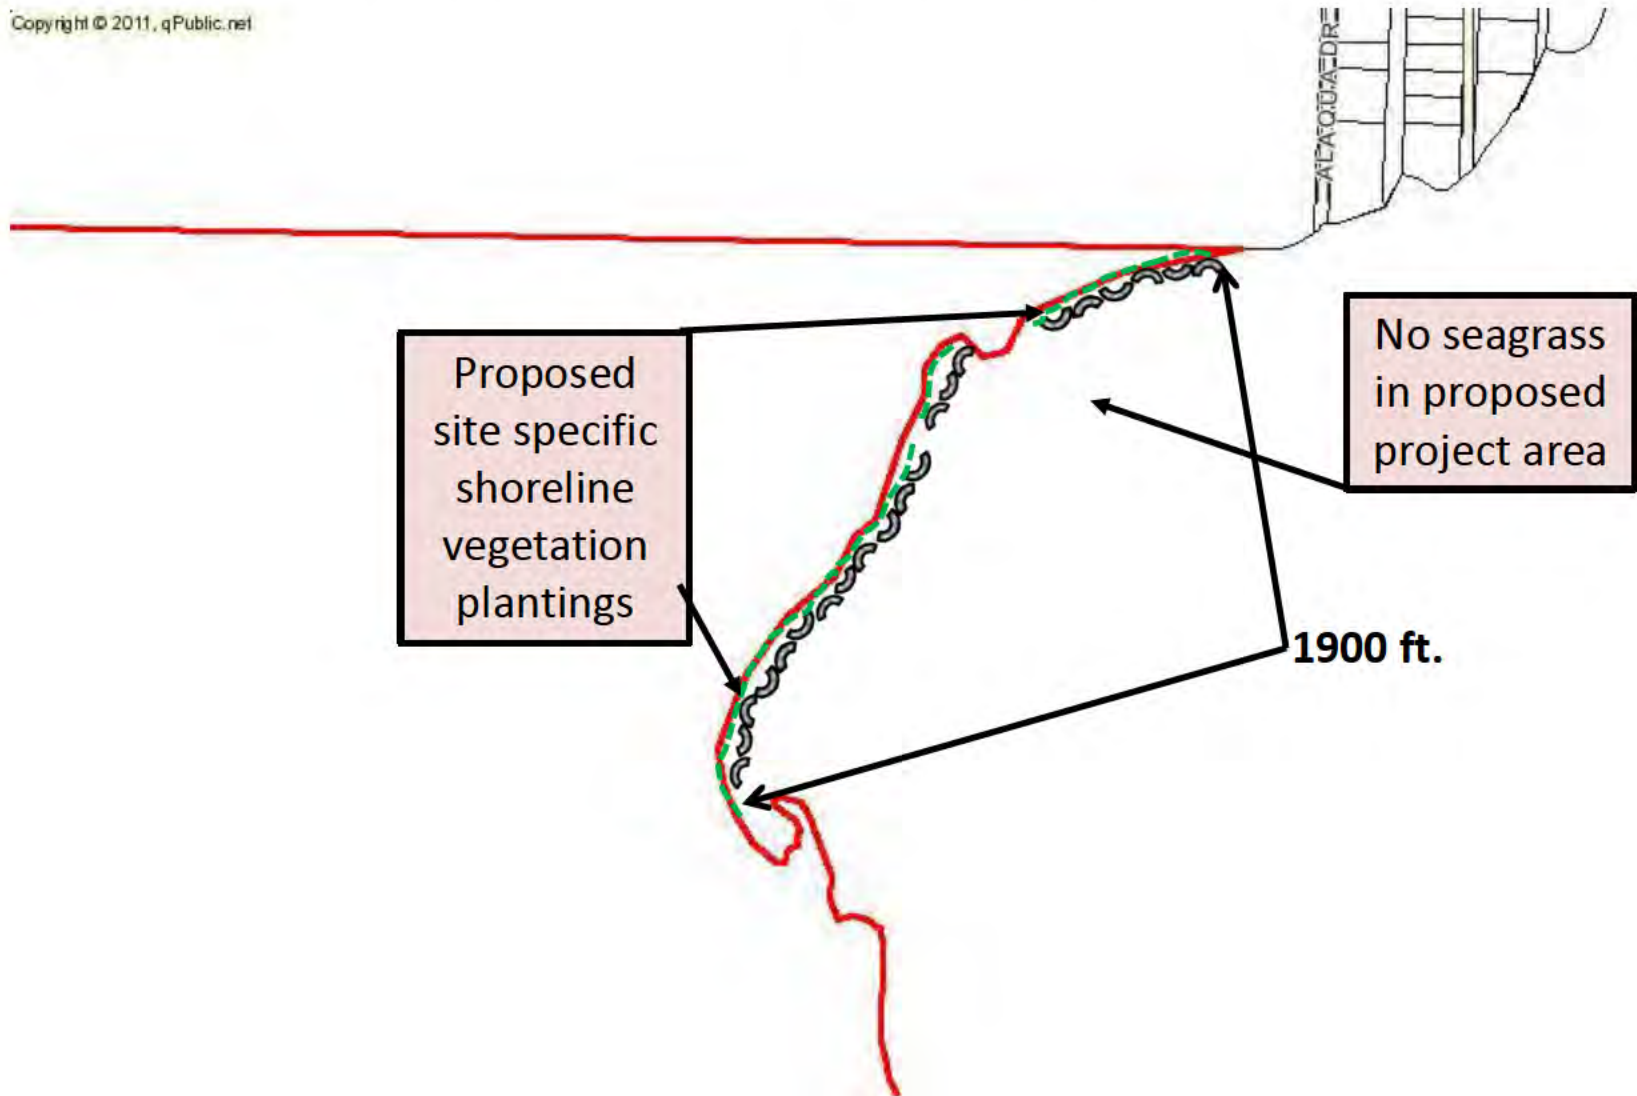 Copyright © 2011, qPublic.net
ALAQUA DR
Proposed
site specific
shoreline
vegetation
plantings
No seagrass
in proposed
project area
1900 ft.